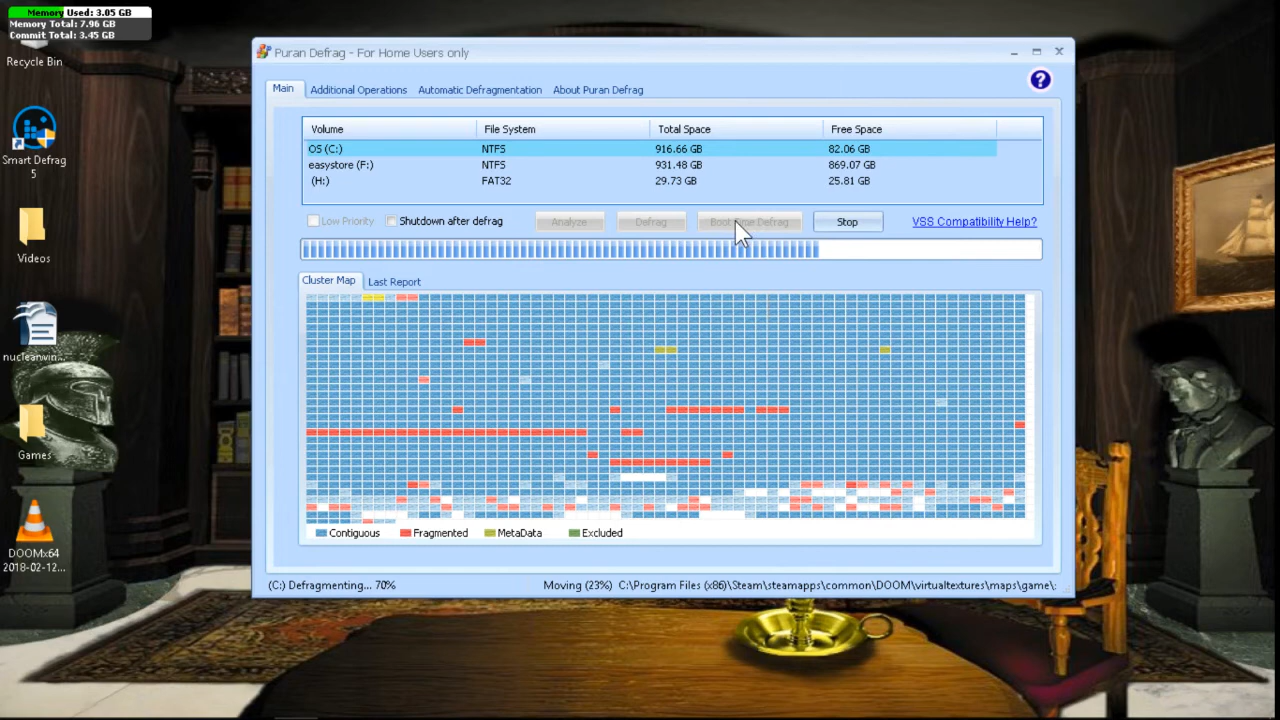 Memory Used: 3.05 GB
Memory Total: 7.96 GB
Commit Total: 3.45 GB
Recycle Bin
Smart Defrag
5
Videos
nuclearwin...
Games
DOOMx64
2018-02-12...
Puran Defrag - For Home Users only
Main Additional Operations Automatic Defragmentation About Puran Defrag
?
Volume File System Total Space Free Space
OS (C:) NTFS 916.66 GB 82.06 GB
easystore (F:) NTFS 931.48 GB 869.07 GB
(H:) FAT32 29.73 GB 25.81 GB
Low Priority Shutdown after defrag Analyze Defrag Boot Time Defrag Stop VSS Compatibility Help?
Cluster Map Last Report
Contiguous Fragmented MetaData Excluded
(C:) Defragmenting... 70% Moving (23%) C:\Program Files (x86)\Steam\steamapps\common\DOOM\virtualtextures\maps\game\